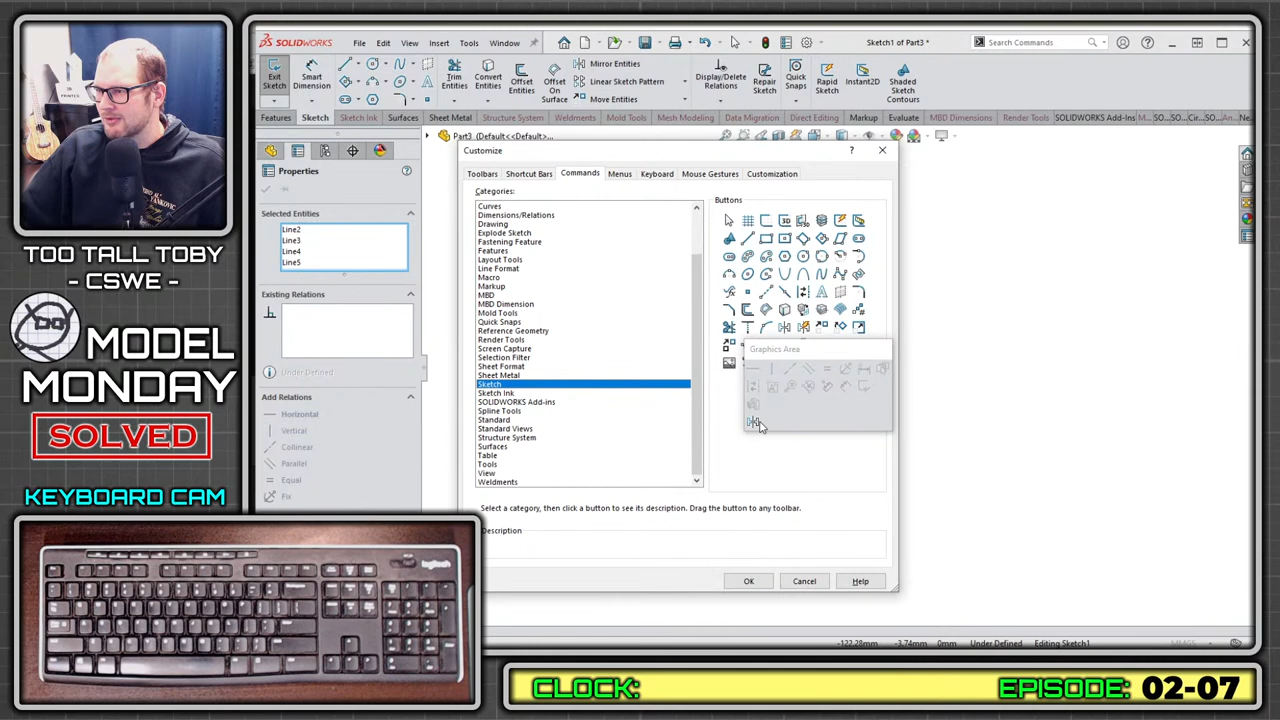 SOLIDWORKS
File
Edit
View
Insert
Tools
Window
Sketch1 of Part3 *
Search Commands
Exit Sketch
Smart Dimension
Trim Entities
Convert Entities
Offset Entities
Offset On Surface
Mirror Entities
Linear Sketch Pattern
Move Entities
Display/Delete Relations
Repair Sketch
Quick Snaps
Rapid Sketch
Instant2D
Shaded Sketch Contours
Features
Sketch
Sketch Ink
Surfaces
Sheet Metal
Structure System
Weldments
Mold Tools
Mesh Modeling
Data Migration
Direct Editing
Markup
Evaluate
MBD Dimensions
Render Tools
SOLIDWORKS Add-Ins
Part3 (Default<<Default>...
Properties
Selected Entities
Line2
Line3
Line4
Line5
Existing Relations
Under Defined
Add Relations
Horizontal
Vertical
Collinear
Parallel
Equal
Fix
Customize
Toolbars
Shortcut Bars
Commands
Menus
Keyboard
Mouse Gestures
Customization
Categories:
Curves
Dimensions/Relations
Drawing
Explode Sketch
Fastening Feature
Features
Layout Tools
Line Format
Macro
Markup
MBD
MBD Dimension
Mold Tools
Quick Snaps
Reference Geometry
Render Tools
Screen Capture
Selection Filter
Sheet Format
Sheet Metal
Sketch
Sketch Ink
SOLIDWORKS Add-ins
Spline Tools
Standard
Standard Views
Structure System
Surfaces
Table
Tools
View
Weldments
Buttons
Graphics Area
Select a category, then click a button to see its description. Drag the button to any toolbar.
Description
OK
Cancel
Help
-122.28mm
-3.74mm
0mm
Under Defined
Editing Sketch1
MMGS
TOO TALL TOBY
- CSWE -
MODEL
MONDAY
SOLVED
KEYBOARD CAM
logitech
CLOCK:
EPISODE: 02-07